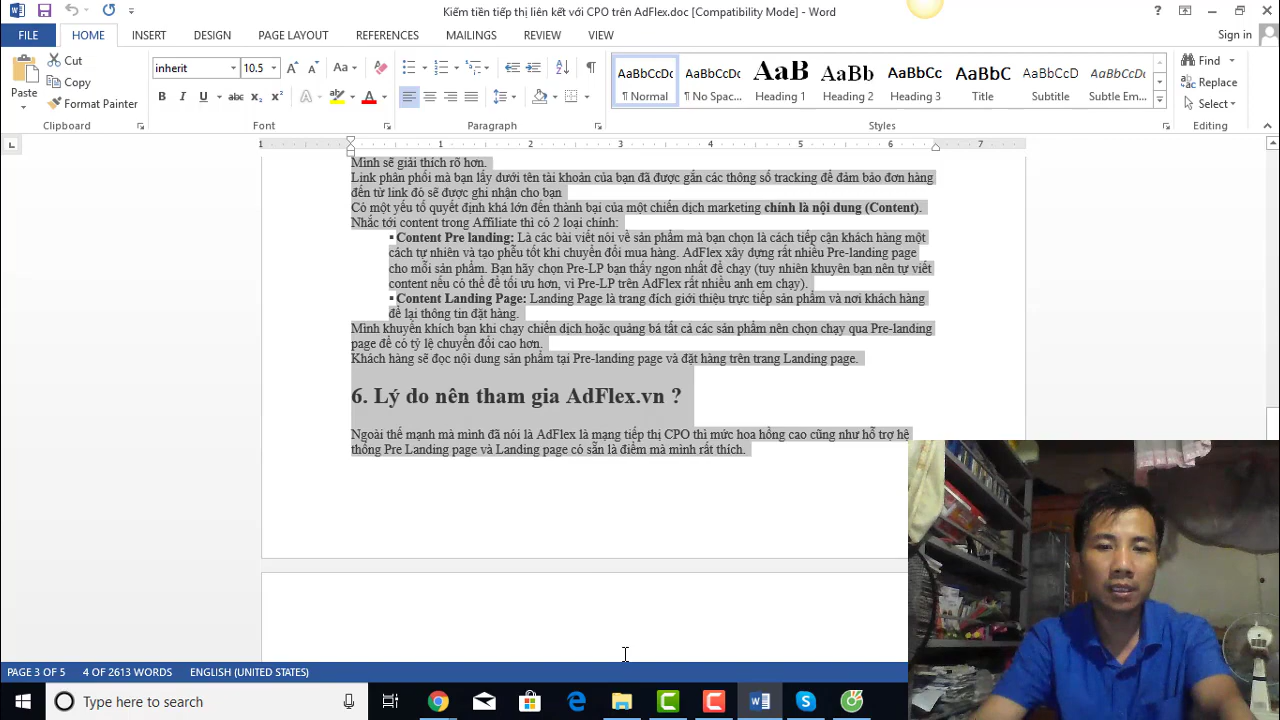 Kiếm tiền tiếp thị liên kết với CPO trên AdFlex.doc [Compatibility Mode] - Word
FILE HOME INSERT DESIGN PAGE LAYOUT REFERENCES MAILINGS REVIEW VIEW Sign in
Paste
Cut
Copy
Format Painter
Clipboard
inherit 10.5
Font
Paragraph
AaBbCcDc AaBbCcDc AaB AaBb AaBbCc AaBbC AaBbCcD AaBbCcDc
¶ Normal ¶ No Spac... Heading 1 Heading 2 Heading 3 Title Subtitle Subtle Em...
Styles
Find
Replace
Select
Editing
1 1 2 3 4 5 6 7
Mình sẽ giải thích rõ hơn.
Link phân phối mà bạn lấy dưới tên tài khoản của bạn đã được gắn các thông số tracking để đảm bảo đơn hàng
đến từ link đó sẽ được ghi nhận cho bạn
Có một yếu tố quyết định khá lớn đến thành bại của một chiến dịch marketing chính là nội dung (Content).
Nhắc tới content trong Affiliate thì có 2 loại chính:
▪ Content Pre landing: Là các bài viết nói về sản phẩm mà bạn chọn là cách tiếp cận khách hàng một
cách tự nhiên và tạo phễu tốt khi chuyển đổi mua hàng. AdFlex xây dựng rất nhiều Pre-landing page
cho mỗi sản phẩm. Bạn hãy chọn Pre-LP bạn thấy ngon nhất để chạy (tuy nhiên khuyên bạn nên tự viết
content nếu có thể để tối ưu hơn, vì Pre-LP trên AdFlex rất nhiều anh em chạy).
▪ Content Landing Page: Landing Page là trang đích giới thiệu trực tiếp sản phẩm và nơi khách hàng
để lại thông tin đặt hàng.
Mình khuyến khích bạn khi chạy chiến dịch hoặc quảng bá tất cả các sản phẩm nên chọn chạy qua Pre-landing
page để có tỷ lệ chuyển đổi cao hơn.
Khách hàng sẽ đọc nội dung sản phẩm tại Pre-landing page và đặt hàng trên trang Landing page.
6. Lý do nên tham gia AdFlex.vn ?
Ngoài thế mạnh mà mình đã nói là AdFlex là mạng tiếp thị CPO thì mức hoa hồng cao cũng như hỗ trợ hệ
thống Pre Landing page và Landing page có sẵn là điểm mà mình rất thích.
PAGE 3 OF 5 4 OF 2613 WORDS ENGLISH (UNITED STATES)
Type here to search